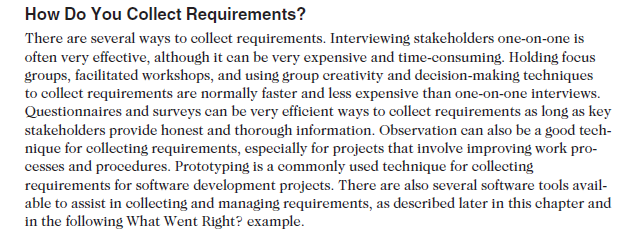 How Do You Collect Requirements?
There are several ways to collect requirements. Interviewing stakeholders one-on-one is
often very effective, although it can be very expensive and time-consuming. Holding focus
groups, facilitated workshops, and using group creativity and decision-making techniques
to collect requirements are normally faster and less expensive than one-on-one interviews.
Questionnaires and surveys can be very efficient ways to collect requirements as long as key
stakeholders provide honest and thorough information. Observation can also be a good tech-
nique for collecting requirements, especially for projects that involve improving work pro-
cesses and procedures. Prototyping is a commonly used technique for collecting
requirements for software development projects. There are also several software tools avail-
able to assist in collecting and managing requirements, as described later in this chapter and
in the following What Went Right? example.